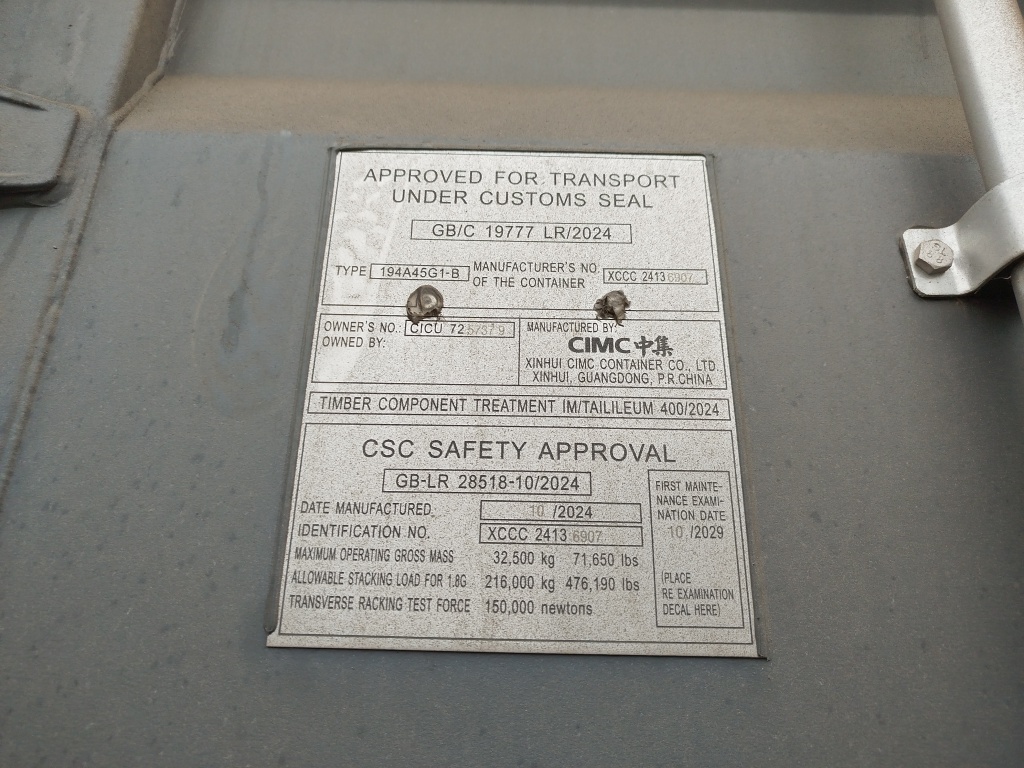 APPROVED FOR TRANSPORT
UNDER CUSTOMS SEAL
GB/C 19777 LR/2024
TYPE 194A45G1-B
MANUFACTURER'S NO.
OF THE CONTAINER
XCCC 2413 6907
OWNER'S NO.: CICU 72 5737 9
OWNED BY:
MANUFACTURED BY:
CIMC 中集
XINHUI CIMC CONTAINER CO., LTD.
XINHUI, GUANGDONG, P.R.CHINA
TIMBER COMPONENT TREATMENT IM/TAILILEUM 400/2024
CSC SAFETY APPROVAL
GB-LR 28518-10/2024
DATE MANUFACTURED 10 /2024
IDENTIFICATION NO. XCCC 2413 6907
MAXIMUM OPERATING GROSS MASS 32,500 kg 71,650 lbs
ALLOWABLE STACKING LOAD FOR 1.8G 216,000 kg 476,190 lbs
TRANSVERSE RACKING TEST FORCE 150,000 newtons
FIRST MAINTE-
NANCE EXAMI-
NATION DATE
10 /2029
(PLACE
RE EXAMINATION
DECAL HERE)